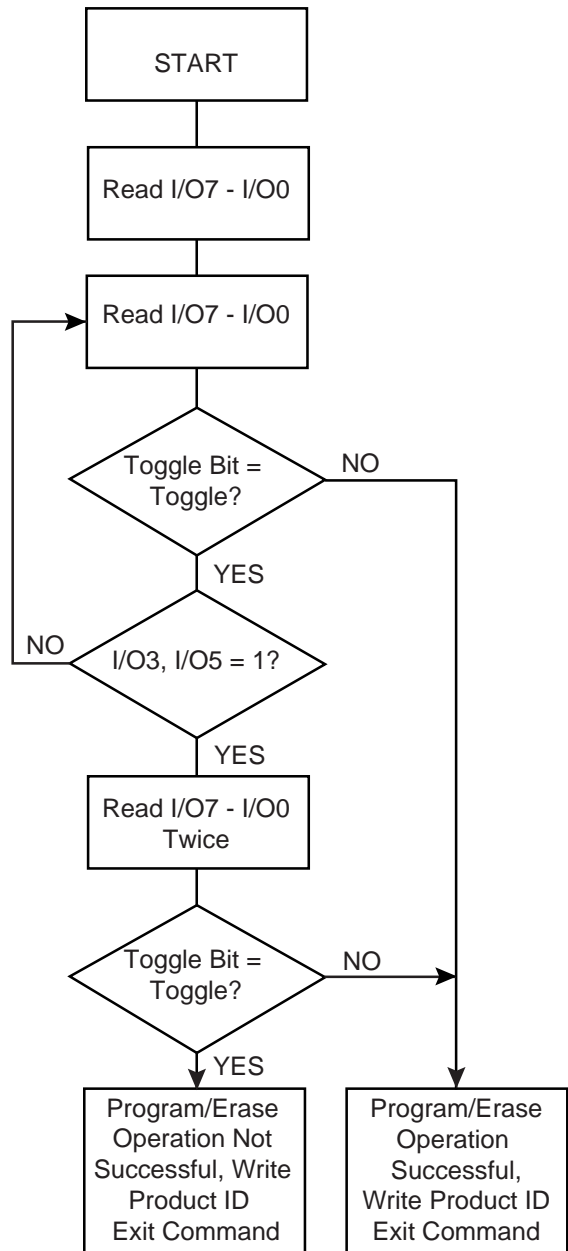 START
Read I/O7 - I/O0
Read I/O7 - I/O0
Toggle Bit =
Toggle?
NO
YES
NO
I/O3, I/O5 = 1?
YES
Read I/O7 - I/O0
Twice
Toggle Bit =
Toggle?
NO
YES
Program/Erase
Operation Not
Successful, Write
Product ID
Exit Command
Program/Erase
Operation
Successful,
Write Product ID
Exit Command